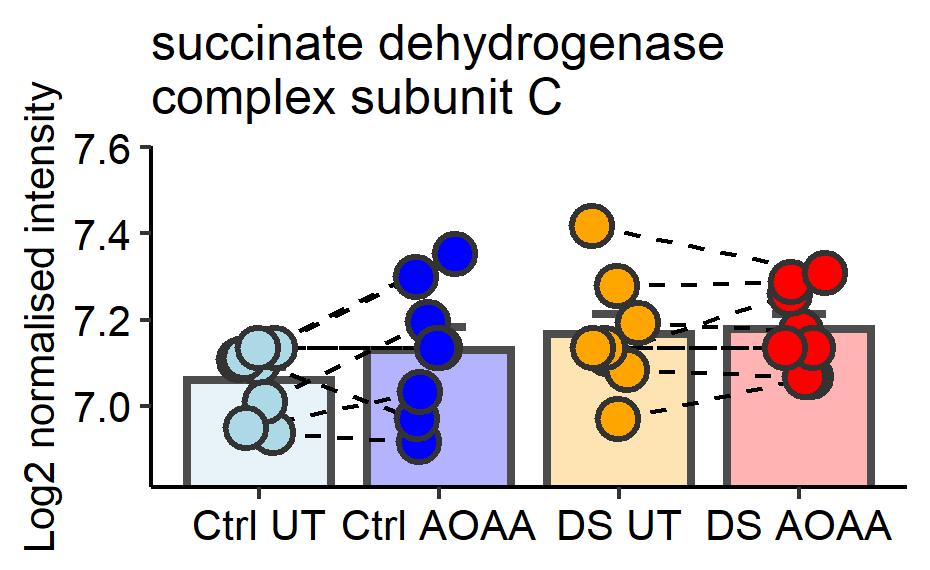 succinate dehydrogenase
complex subunit C
Log2 normalised intensity
7.6
7.4
7.2
7.0
Ctrl UT
Ctrl AOAA
DS UT
DS AOAA